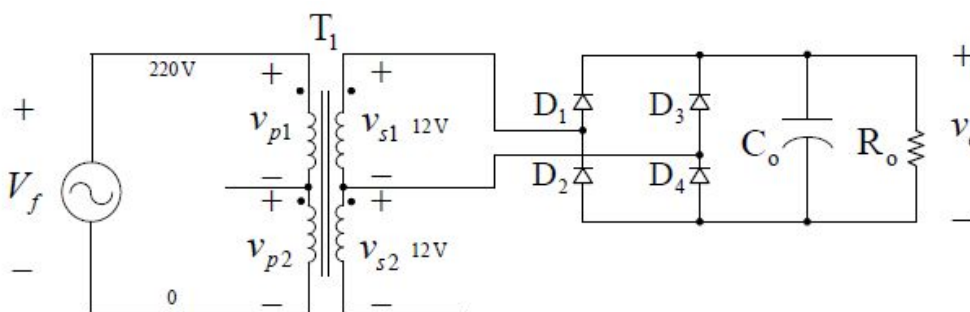 T1
220V
+ + +
+ D1 D3
vp1 vs1 12V
Co Ro vo
Vf − − D2 D4
+ +
vp2 vs2 12V
− −
0 − −